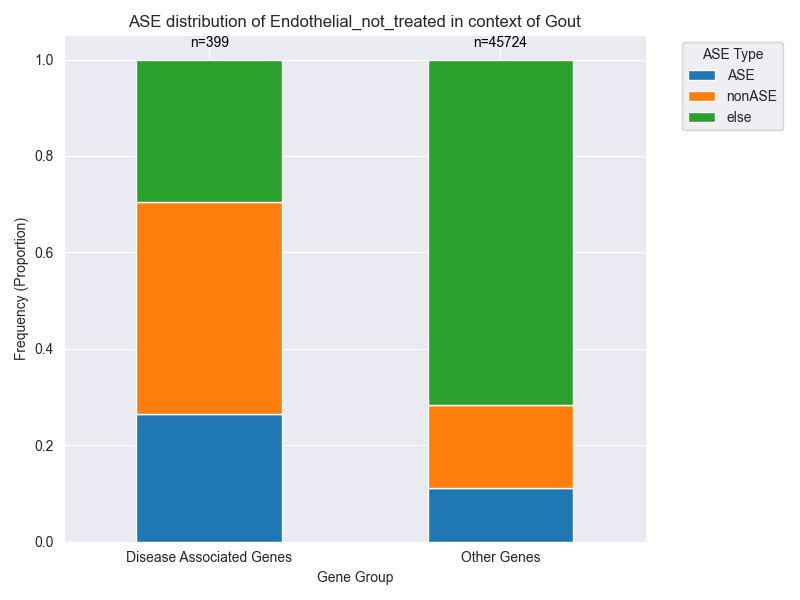 ASE distribution of Endothelial_not_treated in context of Gout
n=399
n=45724
ASE Type
ASE
nonASE
else
Frequency (Proportion)
1.0
0.8
0.6
0.4
0.2
0.0
Disease Associated Genes
Other Genes
Gene Group